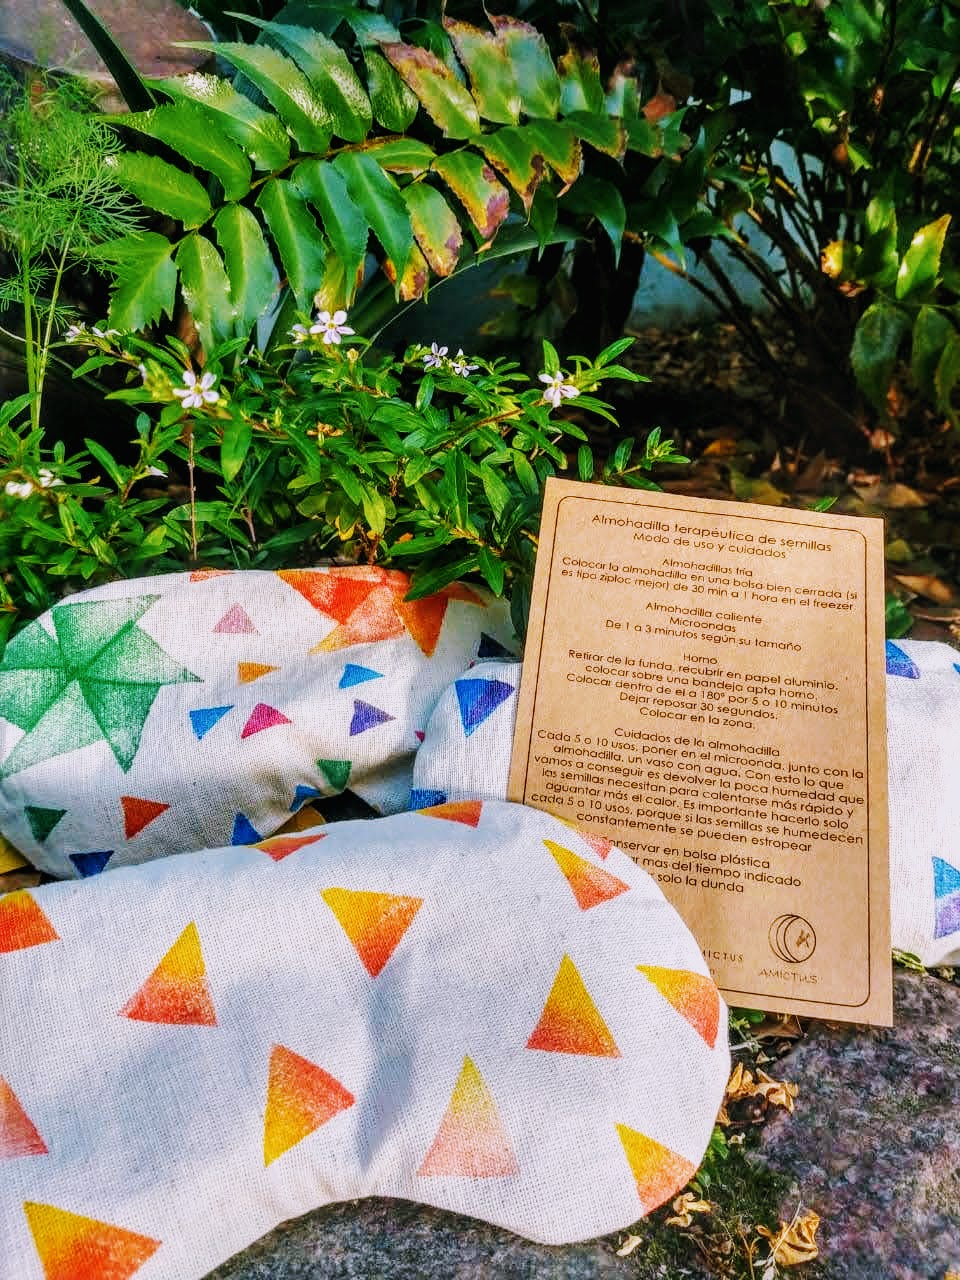 Almohadilla terapéutica de semillas
Modo de uso y cuidados
Almohadillas fría
Colocar la almohadilla en una bolsa bien cerrada (si
es tipo ziploc mejor) de 30 min a 1 hora en el freezer
Almohadilla caliente
Microondas
De 1 a 3 minutos según su tamaño
Horno
Retirar de la funda, recubrir en papel aluminio,
colocar sobre una bandeja apta horno.
Colocar dentro de el a 180° por 5 o 10 minutos
Dejar reposar 30 segundos.
Colocar en la zona.
Cuidados de la almohadilla
Cada 5 o 10 usos, poner en el microonda, junto con la
almohadilla, un vaso con agua. Con esto lo que
vamos a conseguir es devolver la poca humedad que
las semillas necesitan para calentarse más rápido y
aguantar más el calor. Es importante hacerlo solo
cada 5 o 10 usos, porque si las semillas se humedecen
constantemente se pueden estropear
onservar en bolsa plástica
mas del tiempo indicado
solo la dunda
MICTUS
AMICTUS